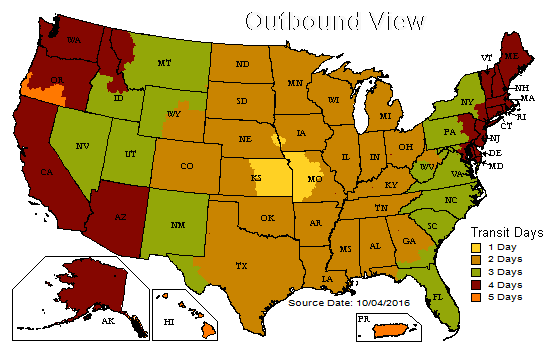 Outbound View
WA
MT
ND
MN
VT
ME
OR
ID
SD
WI
MI
NY
NH
MA
WY
IA
PA
RI
CT
NV
UT
NE
IL
IN
OH
NJ
DE
MD
CA
CO
KS
MO
WV
VA
KY
AZ
NM
OK
AR
TN
NC
SC
TX
LA
MS
AL
GA
FL
AK
HI
PR
Source Date: 10/04/2016
Transit Days
1 Day
2 Days
3 Days
4 Days
5 Days